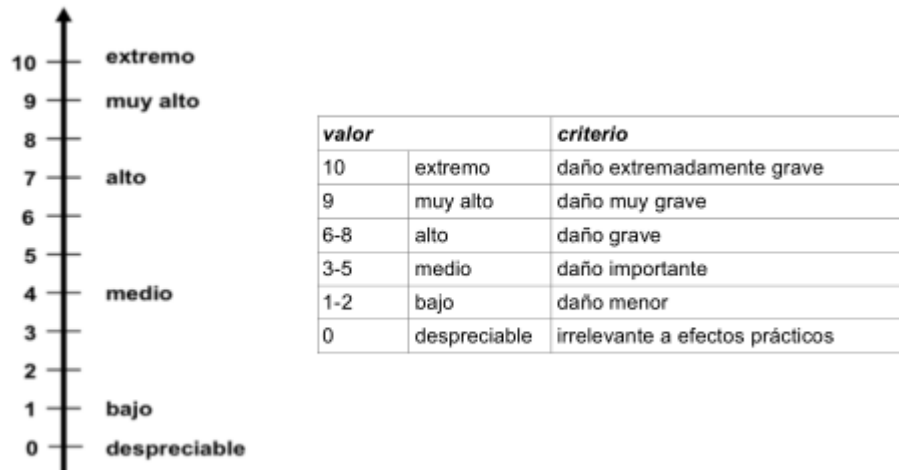 10 extremo
9 muy alto
8
7 alto
6
5
4 medio
3
2
1 bajo
0 despreciable
valor criterio
10 extremo daño extremadamente grave
9 muy alto daño muy grave
6-8 alto daño grave
3-5 medio daño importante
1-2 bajo daño menor
0 despreciable irrelevante a efectos prácticos